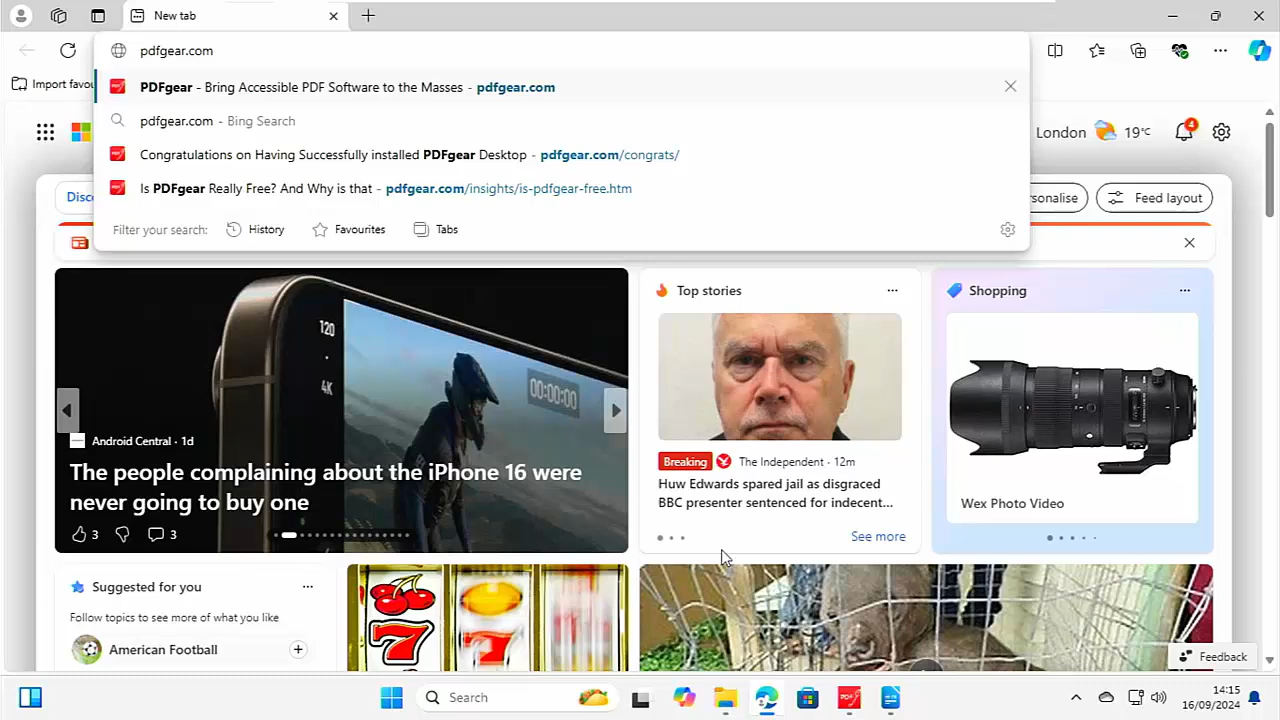 New tab
pdfgear.com
Import favou
PDFgear - Bring Accessible PDF Software to the Masses - pdfgear.com
pdfgear.com - Bing Search
Congratulations on Having Successfully installed PDFgear Desktop - pdfgear.com/congrats/
Is PDFgear Really Free? And Why is that - pdfgear.com/insights/is-pdfgear-free.htm
Filter your search: History Favourites Tabs
London 19°C 4
Disc
sonalise
Feed layout
120
4K
00:00:00
Android Central · 1d
The people complaining about the iPhone 16 were
never going to buy one
3 3
Top stories
Breaking The Independent · 12m
Huw Edwards spared jail as disgraced
BBC presenter sentenced for indecent...
See more
Shopping
Wex Photo Video
Suggested for you
Follow topics to see more of what you like
American Football
7 7
Feedback
Search
14:15
16/09/2024